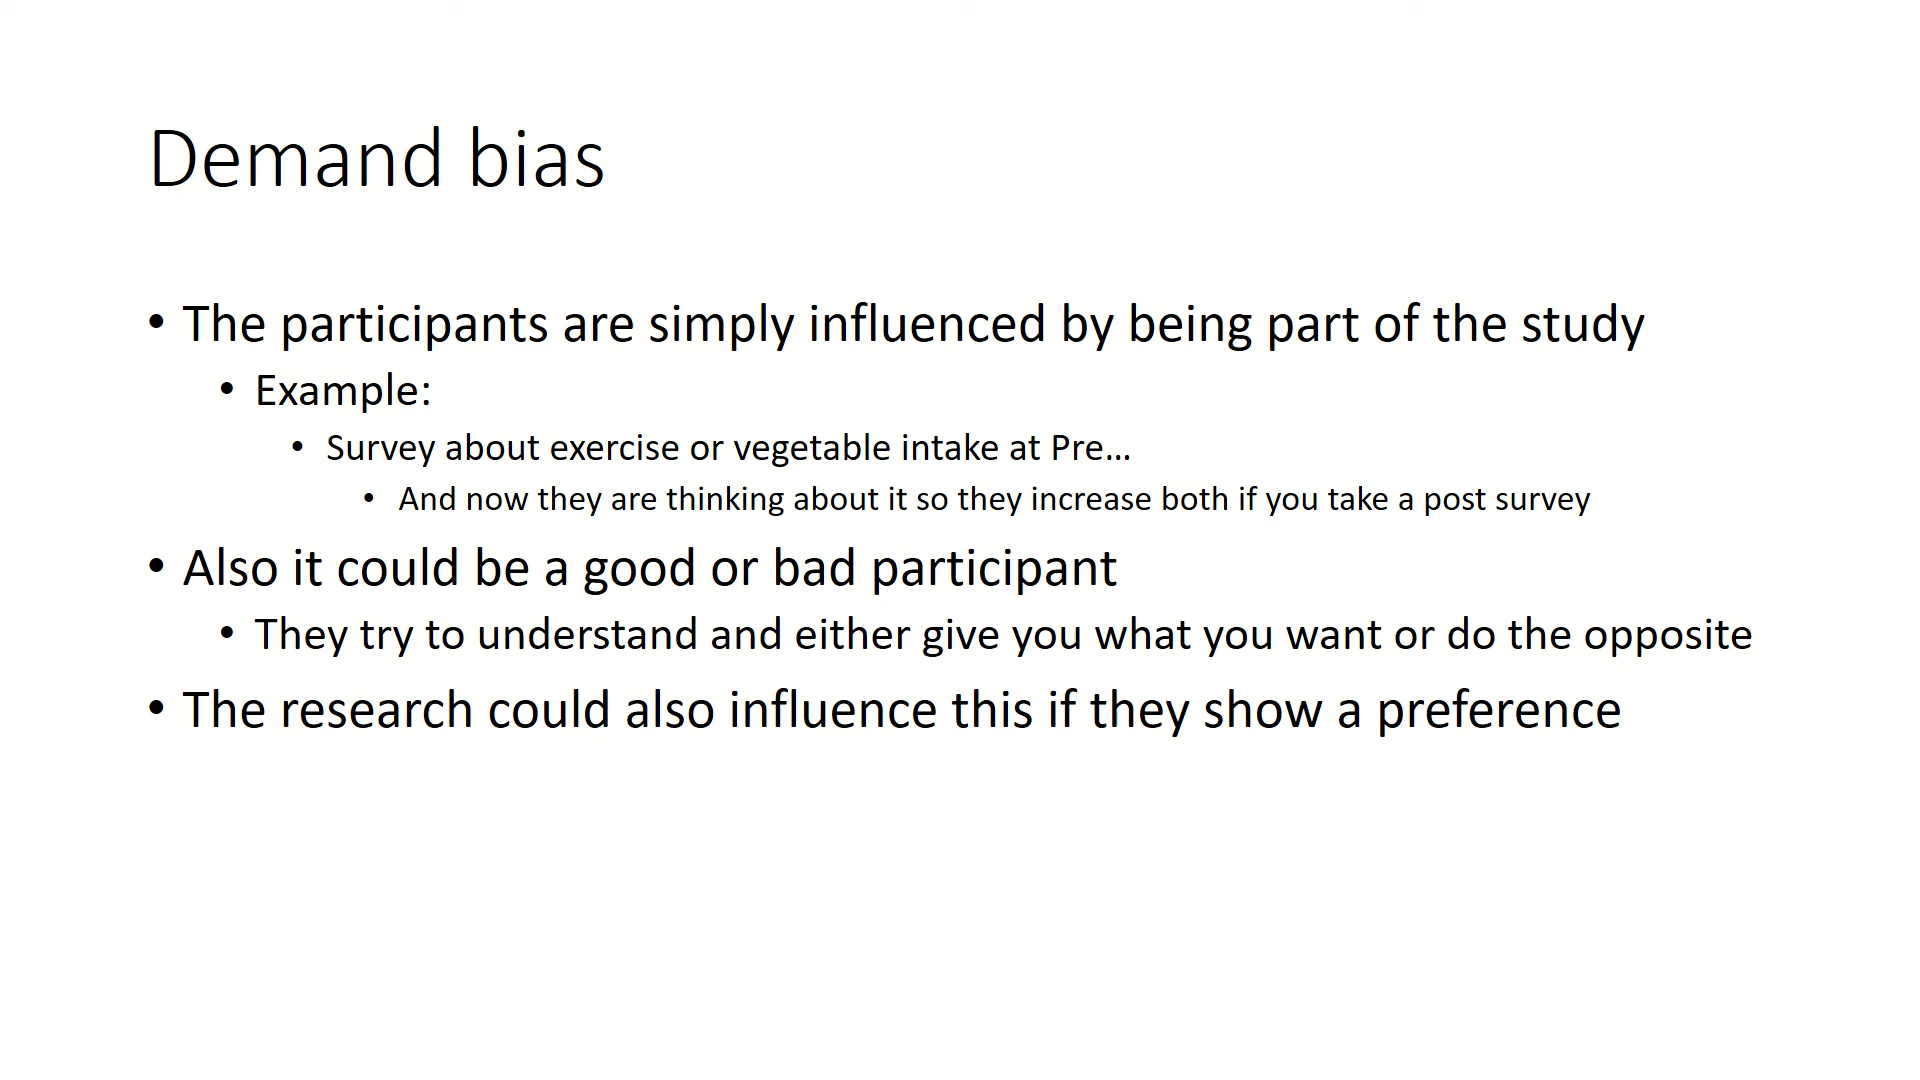 Demand bias
• The participants are simply influenced by being part of the study
• Example:
• Survey about exercise or vegetable intake at Pre…
• And now they are thinking about it so they increase both if you take a post survey
• Also it could be a good or bad participant
• They try to understand and either give you what you want or do the opposite
• The research could also influence this if they show a preference